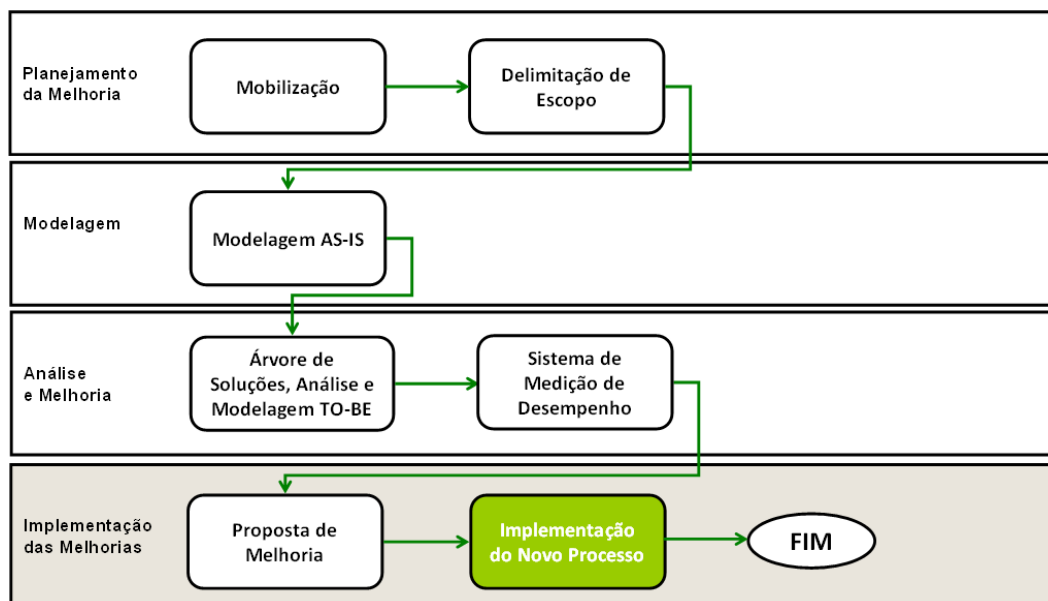 Planejamento
da Melhoria
Mobilização
Delimitação de
Escopo
Modelagem
Modelagem AS-IS
Análise
e Melhoria
Árvore de
Soluções, Análise e
Modelagem TO-BE
Sistema de
Medição de
Desempenho
Implementação
das Melhorias
Proposta de
Melhoria
Implementação
do Novo Processo
FIM